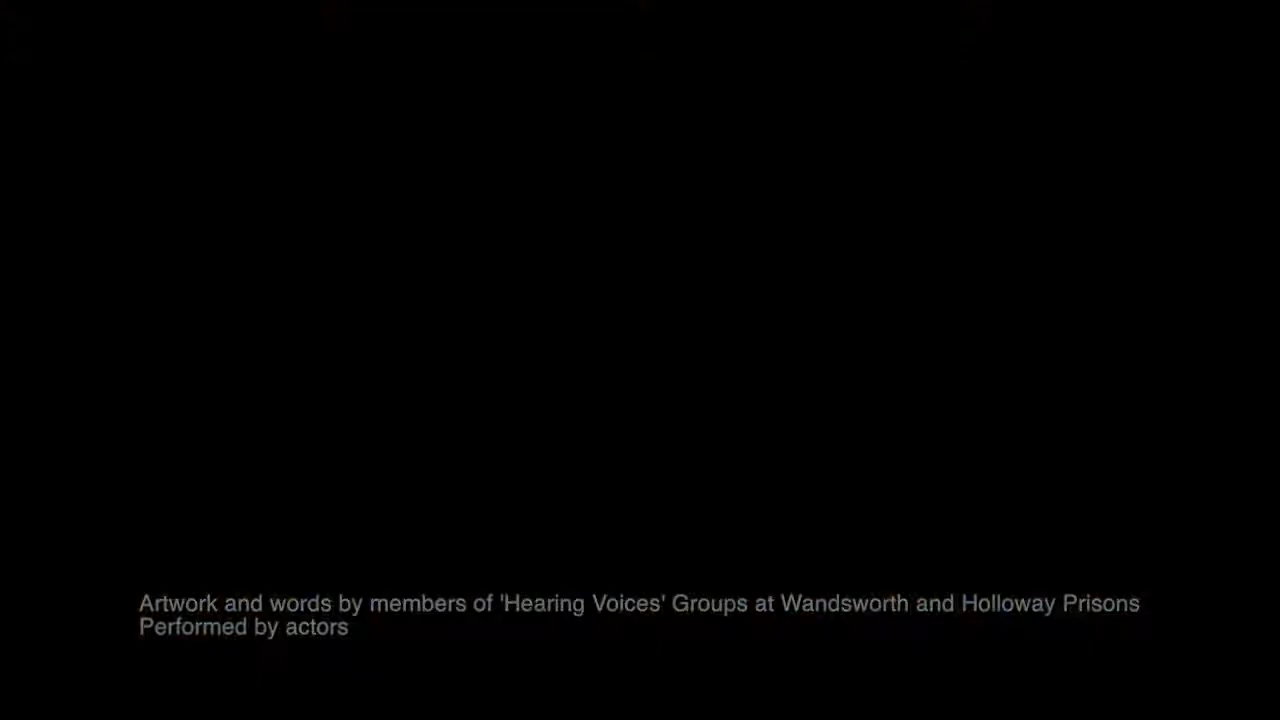 Artwork and words by members of 'Hearing Voices' Groups at Wandsworth and Holloway Prisons
Performed by actors